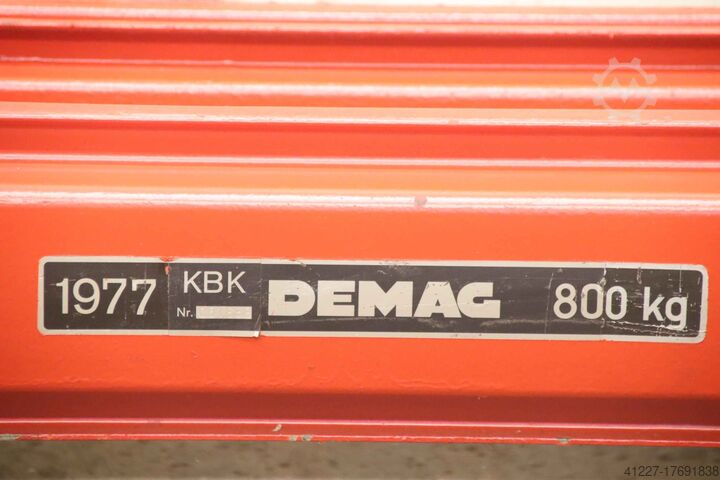 1977 KBK DEMAG 800 kg
Nr.
41227-17691838